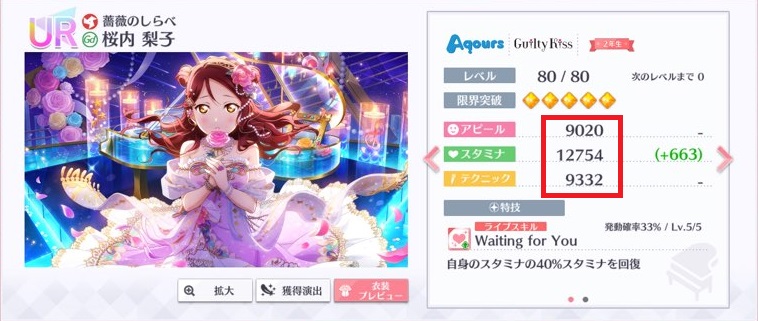 UR 薔薇のしらべ
Gd 桜内 梨子
Aqours Guilty Kiss 2年生
レベル 80 / 80 次のレベルまで 0
限界突破
アピール 9020 -
スタミナ 12754 (+663)
テクニック 9332 -
+特技
ライブスキル 発動確率33% / Lv.5/5
Waiting for You
自身のスタミナの40%スタミナを回復
拡大
獲得演出
衣装
プレビュー